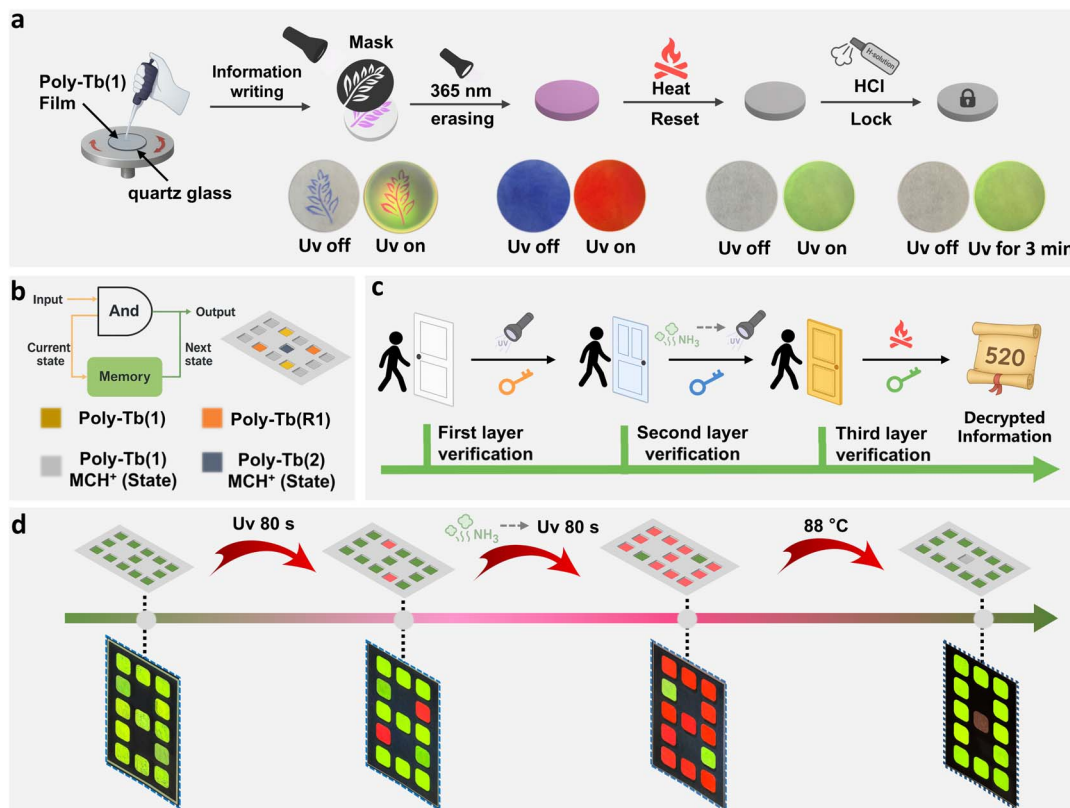 a
Poly-Tb(1)
Film
quartz glass
Information
writing
Mask
365 nm
erasing
Heat
Reset
H-solution
HCl
Lock
Uv off Uv on
Uv off Uv on
Uv off Uv on
Uv off Uv for 3 min
b
Input
And
Output
Current
state
Next
state
Memory
Poly-Tb(1)
Poly-Tb(R1)
Poly-Tb(1)
MCH⁺ (State)
Poly-Tb(2)
MCH⁺ (State)
c
UV
NH₃
UV
520
First layer
verification
Second layer
verification
Third layer
verification
Decrypted
Information
d
Uv 80 s
NH₃
Uv 80 s
88 °C